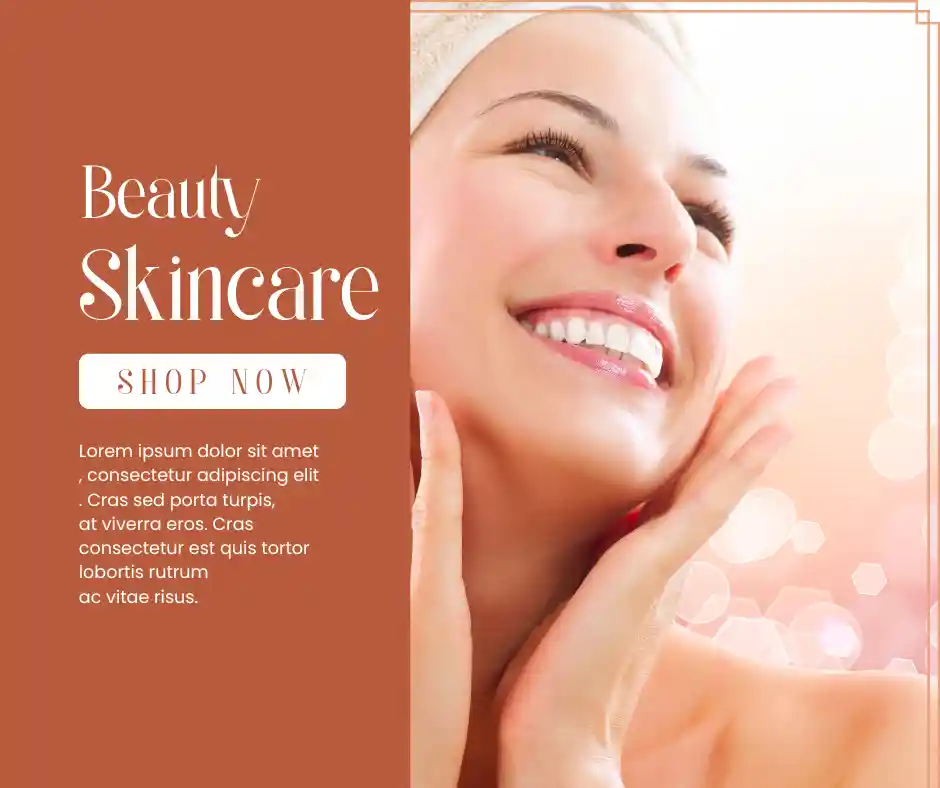 Beauty
Skincare
SHOP NOW
Lorem ipsum dolor sit amet
, consectetur adipiscing elit
. Cras sed porta turpis,
at viverra eros. Cras
consectetur est quis tortor
lobortis rutrum
ac vitae risus.